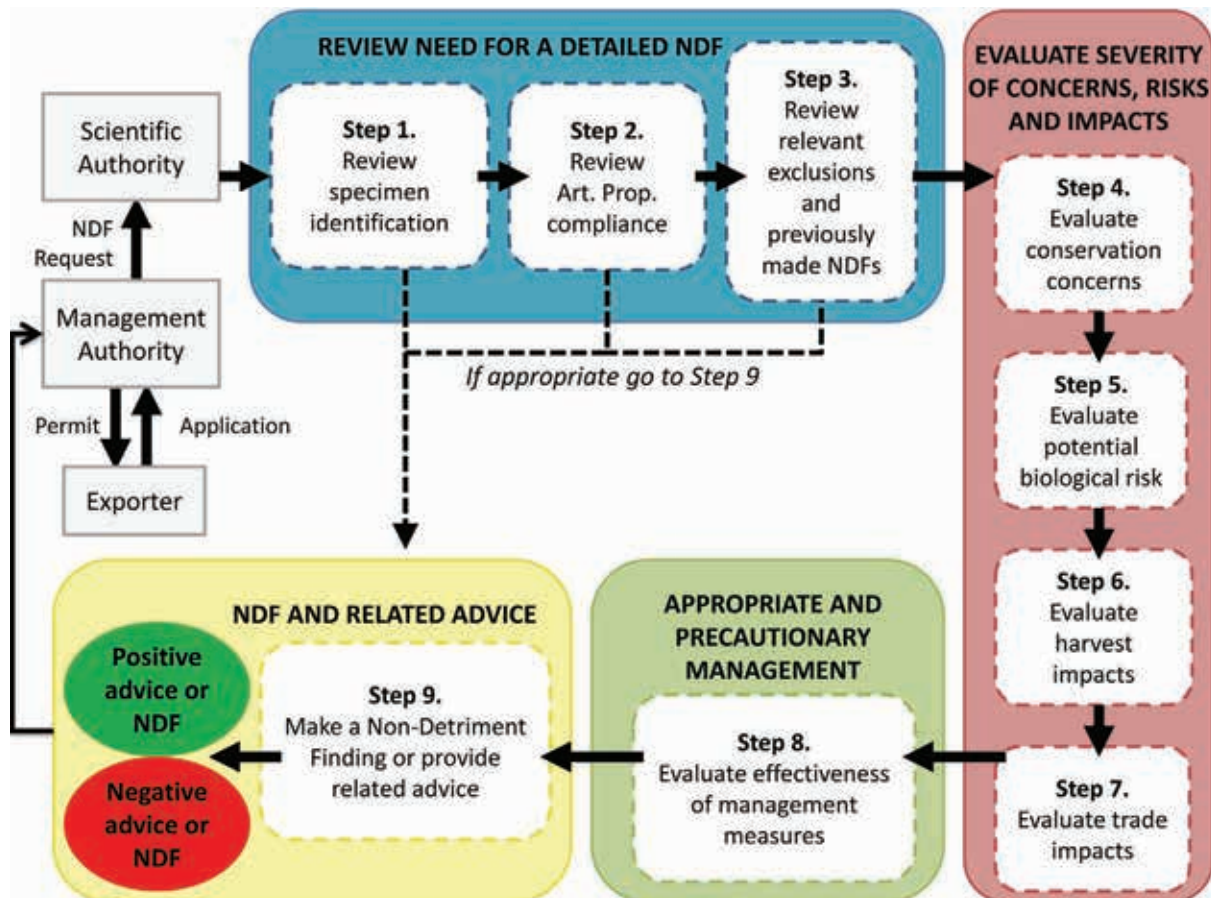 REVIEW NEED FOR A DETAILED NDF
Scientific
Authority
NDF
Request
Management
Authority
Permit
Application
Exporter
Step 1.
Review
specimen
identification
Step 2.
Review
Art. Prop.
compliance
Step 3.
Review
relevant
exclusions
and
previously
made NDFs
If appropriate go to Step 9
EVALUATE SEVERITY
OF CONCERNS, RISKS
AND IMPACTS
Step 4.
Evaluate
conservation
concerns
Step 5.
Evaluate
potential
biological risk
Step 6.
Evaluate
harvest
impacts
Step 7.
Evaluate trade
impacts
APPROPRIATE AND
PRECAUTIONARY
MANAGEMENT
Step 8.
Evaluate effectiveness
of management
measures
NDF AND RELATED ADVICE
Step 9.
Make a Non-Detriment
Finding or provide
related advice
Positive
advice or
NDF
Negative
advice or
NDF